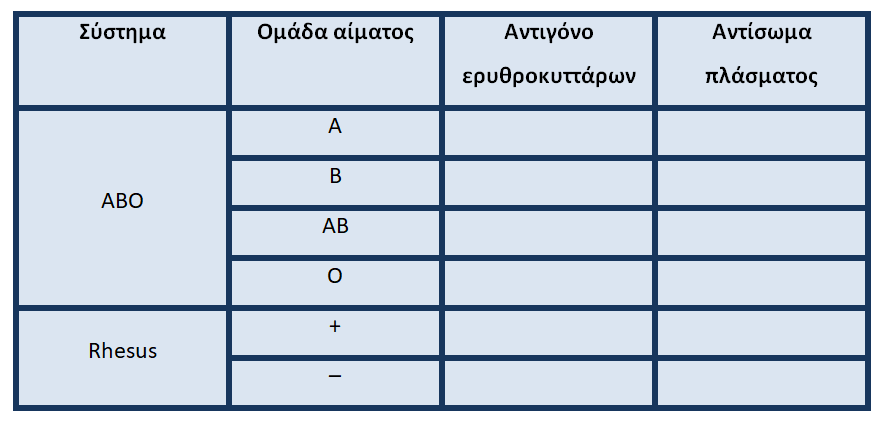 Σύστημα Ομάδα αίματος Αντιγόνο Αντίσωμα
ερυθροκυττάρων πλάσματος
A
B
ABO
AB
O
+
Rhesus
–